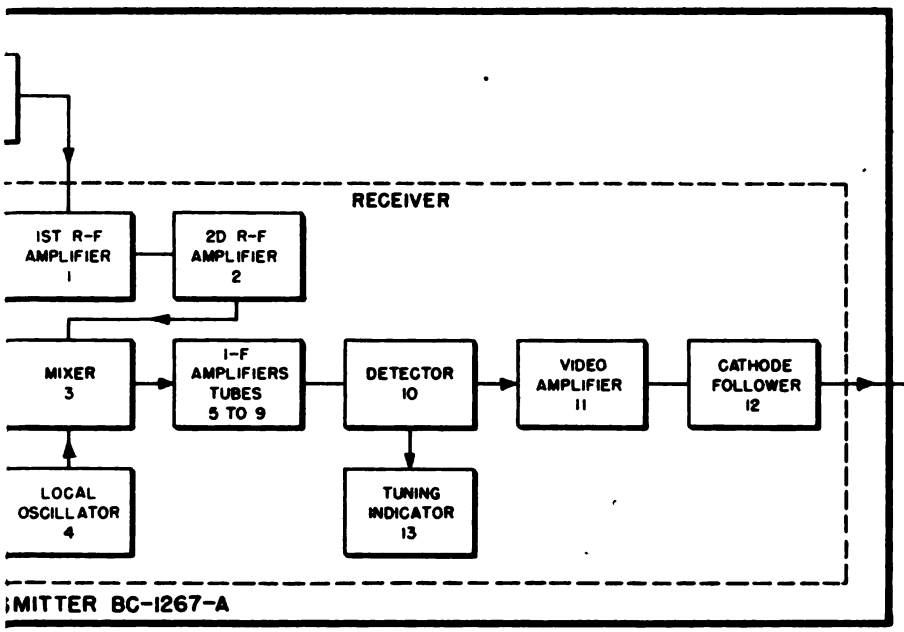 RECEIVER
1ST R-F
AMPLIFIER
1
2D R-F
AMPLIFIER
2
MIXER
3
I-F
AMPLIFIERS
TUBES
5 TO 9
DETECTOR
10
VIDEO
AMPLIFIER
11
CATHODE
FOLLOWER
12
LOCAL
OSCILLATOR
4
TUNING
INDICATOR
13
SMITTER BC-1267-A